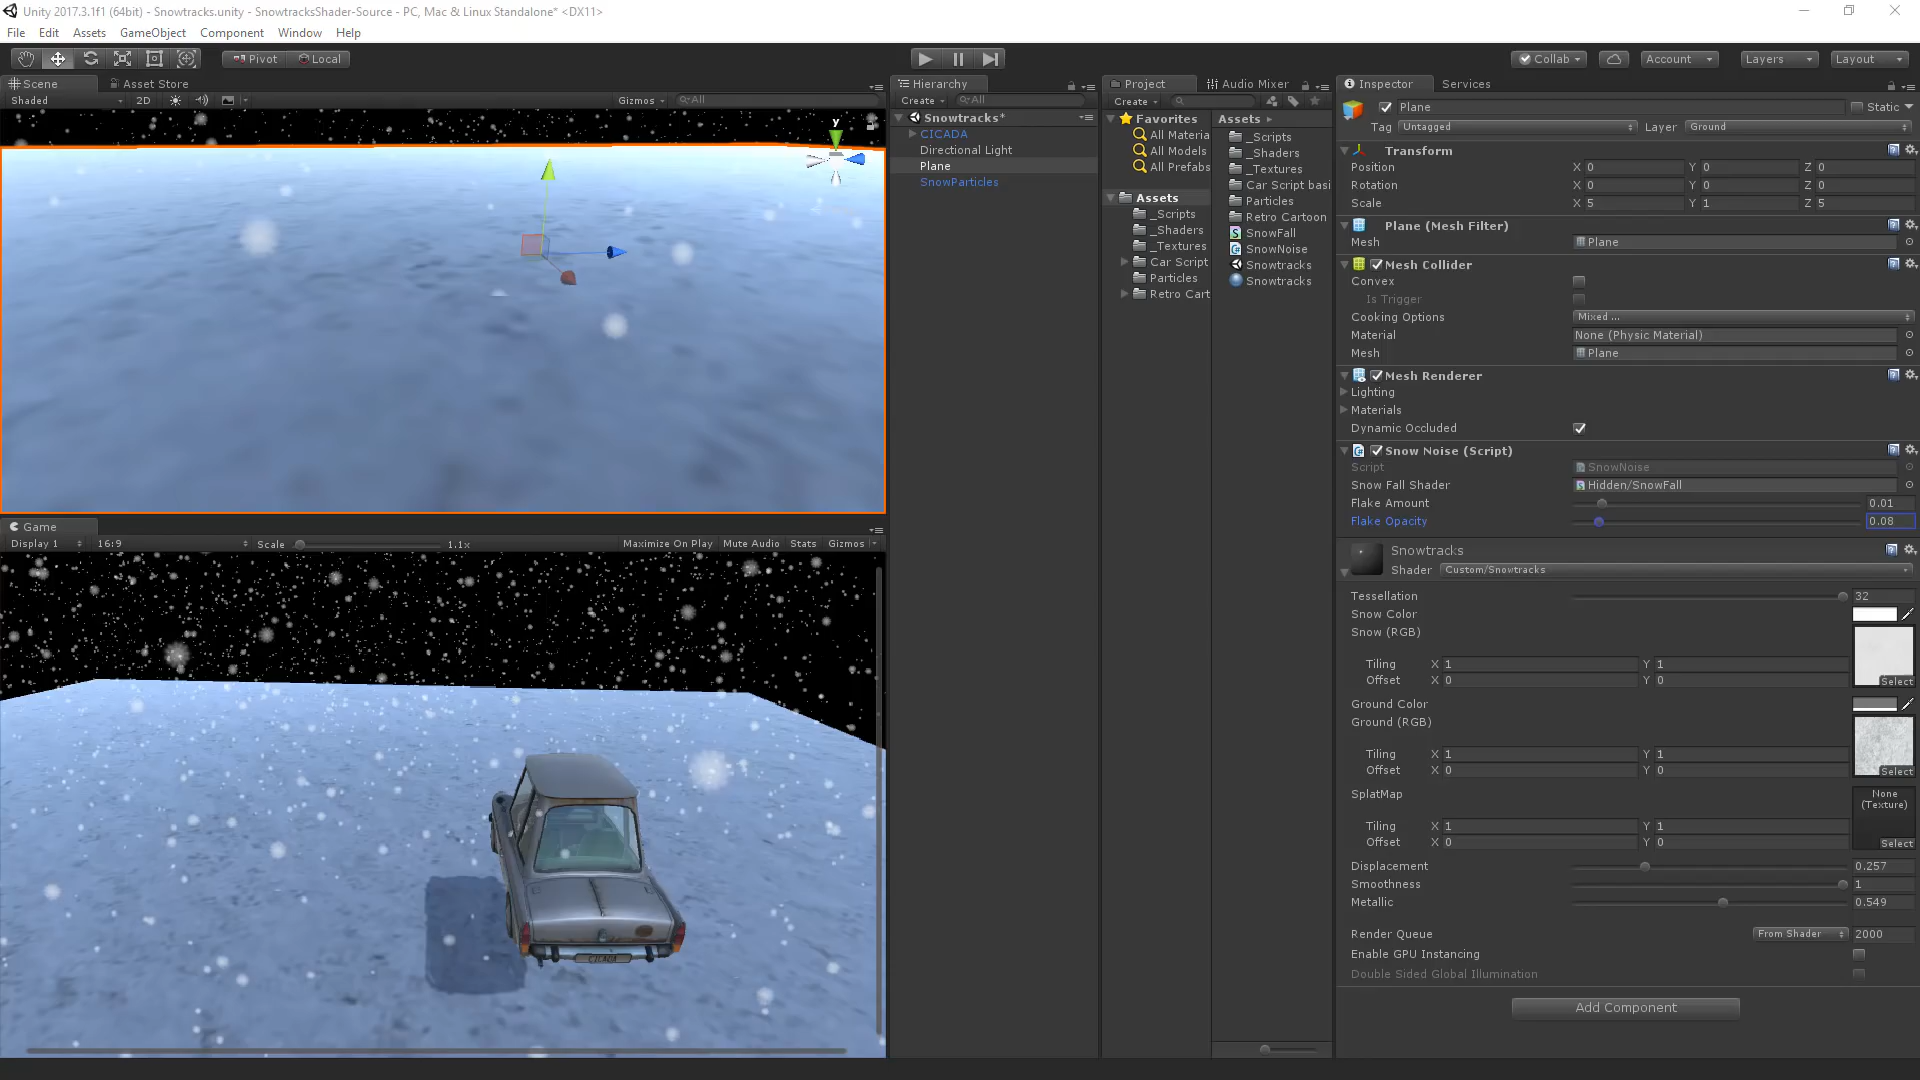 Unity 2017.3.1f1 (64bit) - Snowtracks.unity - SnowtracksShader-Source - PC, Mac & Linux Standalone* <DX11>
File Edit Assets GameObject Component Window Help
Pivot Local Collab Account Layers Layout
Scene Asset Store
Shaded 2D Gizmos All
y
Game
Display 1 16:9 Scale 1.1x Maximize On Play Mute Audio Stats Gizmos
CICADA
Hierarchy
Create All
Snowtracks*
CICADA
Directional Light
Plane
SnowParticles
Project Audio Mixer
Create
Favorites
All Materia
All Models
All Prefabs
Assets
_Scripts
_Shaders
_Textures
Car Script
Particles
Retro Cart
Assets
_Scripts
_Shaders
_Textures
Car Script basi
Particles
Retro Cartoon
SnowFall
SnowNoise
Snowtracks
Snowtracks
Inspector Services
Plane Static
Tag Untagged Layer Ground
Transform
Position X 0 Y 0 Z 0
Rotation X 0 Y 0 Z 0
Scale X 5 Y 1 Z 5
Plane (Mesh Filter)
Mesh Plane
Mesh Collider
Convex
Is Trigger
Cooking Options Mixed ...
Material None (Physic Material)
Mesh Plane
Mesh Renderer
Lighting
Materials
Dynamic Occluded
Snow Noise (Script)
Script SnowNoise
Snow Fall Shader Hidden/SnowFall
Flake Amount 0.01
Flake Opacity 0.08
Snowtracks
Shader Custom/Snowtracks
Tessellation 32
Snow Color
Snow (RGB)
Tiling X 1 Y 1
Offset X 0 Y 0
Select
Ground Color
Ground (RGB)
Tiling X 1 Y 1
Offset X 0 Y 0
Select
SplatMap None (Texture)
Tiling X 1 Y 1
Offset X 0 Y 0
Select
Displacement 0.257
Smoothness 1
Metallic 0.549
Render Queue From Shader 2000
Enable GPU Instancing
Double Sided Global Illumination
Add Component